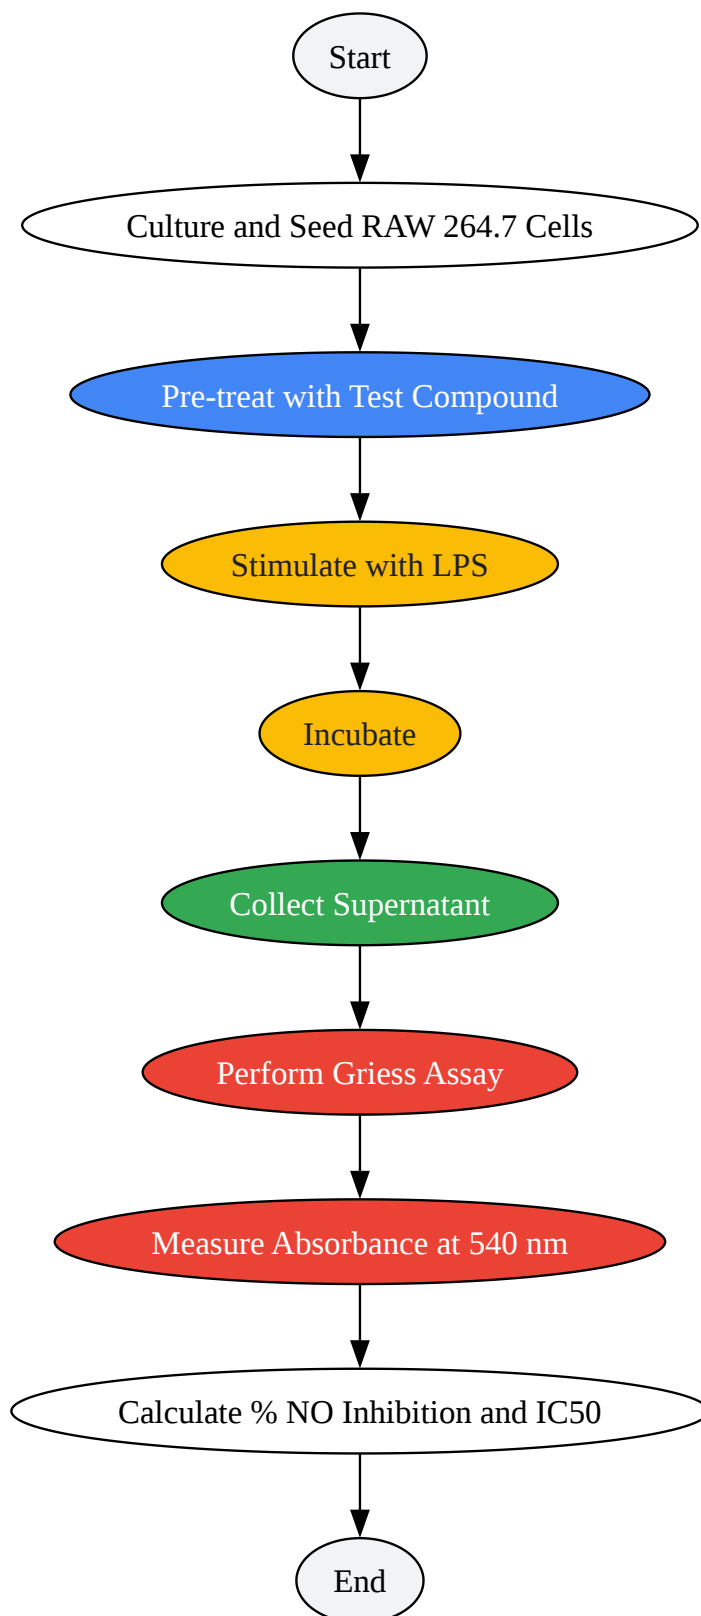 Start
Culture and Seed RAW 264.7 Cells
Pre-treat with Test Compound
Stimulate with LPS
Incubate
Collect Supernatant
Perform Griess Assay
Measure Absorbance at 540 nm
Calculate % NO Inhibition and IC50
End